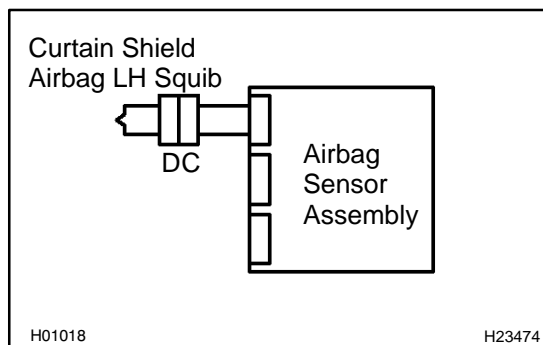 Curtain Shield
Airbag LH Squib
DC
Airbag
Sensor
Assembly
H01018
H23474